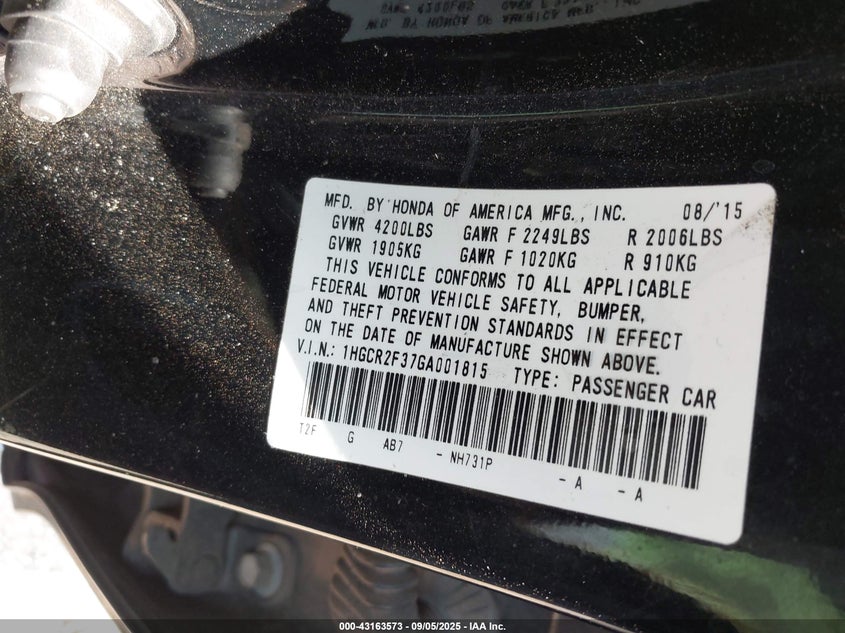 MFD. BY HONDA OF AMERICA MFG., INC. 08/'15
GVWR 4200LBS GAWR F 2249LBS R 2006LBS
GVWR 1905KG GAWR F 1020KG R 910KG
THIS VEHICLE CONFORMS TO ALL APPLICABLE
FEDERAL MOTOR VEHICLE SAFETY, BUMPER,
AND THEFT PREVENTION STANDARDS IN EFFECT
ON THE DATE OF MANUFACTURE SHOWN ABOVE.
V.I.N.: 1HGCR2F37GA001815 TYPE: PASSENGER CAR
T2F G AB7 - NH731P - A - A
000-43163573 - 09/05/2025 - IAA Inc.